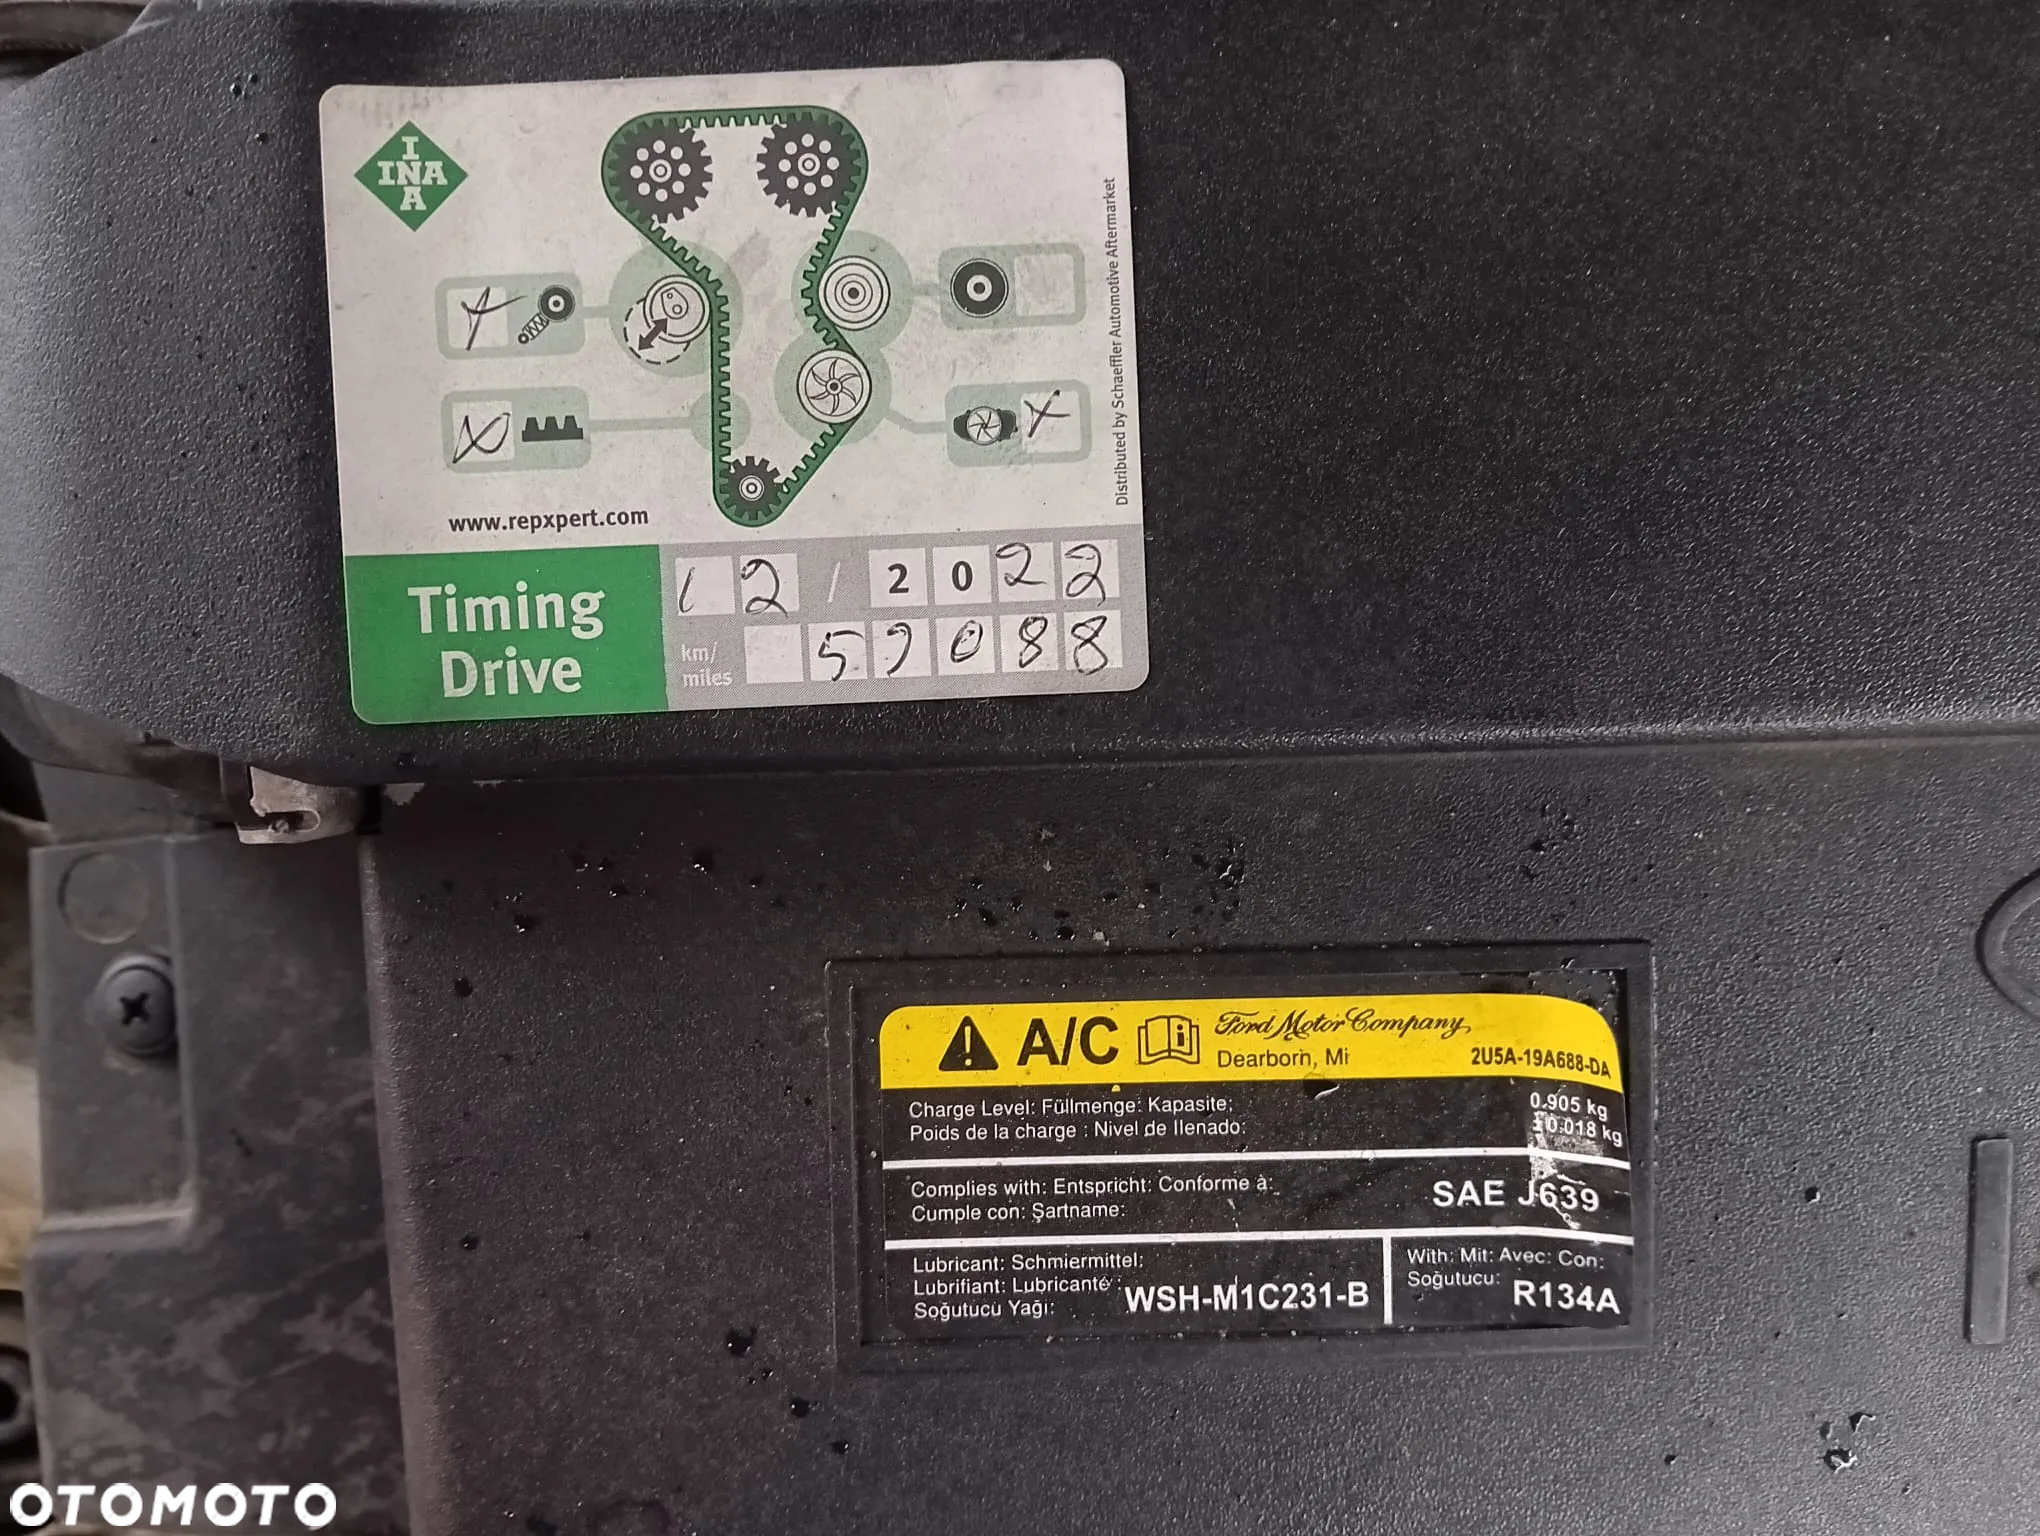 I
INA
A
Distributed by Schaeffler Automotive Aftermarket
www.repxpert.com
Timing
Drive
12 / 2022
km/
miles
59088
A/C
Ford Motor Company,
Dearborn, Mi
2U5A-19A688-DA
Charge Level: Füllmenge: Kapasite:
Poids de la charge : Nivel de llenado:
0.905 kg
±0.018 kg
Complies with: Entspricht: Conforme à:
Cumple con: Şartname:
SAE J639
Lubricant: Schmiermittel:
Lubrifiant: Lubricante :
Soğutucu Yağı:
WSH-M1C231-B
With: Mit: Avec: Con:
Soğutucu:
R134A
OTOMOTO